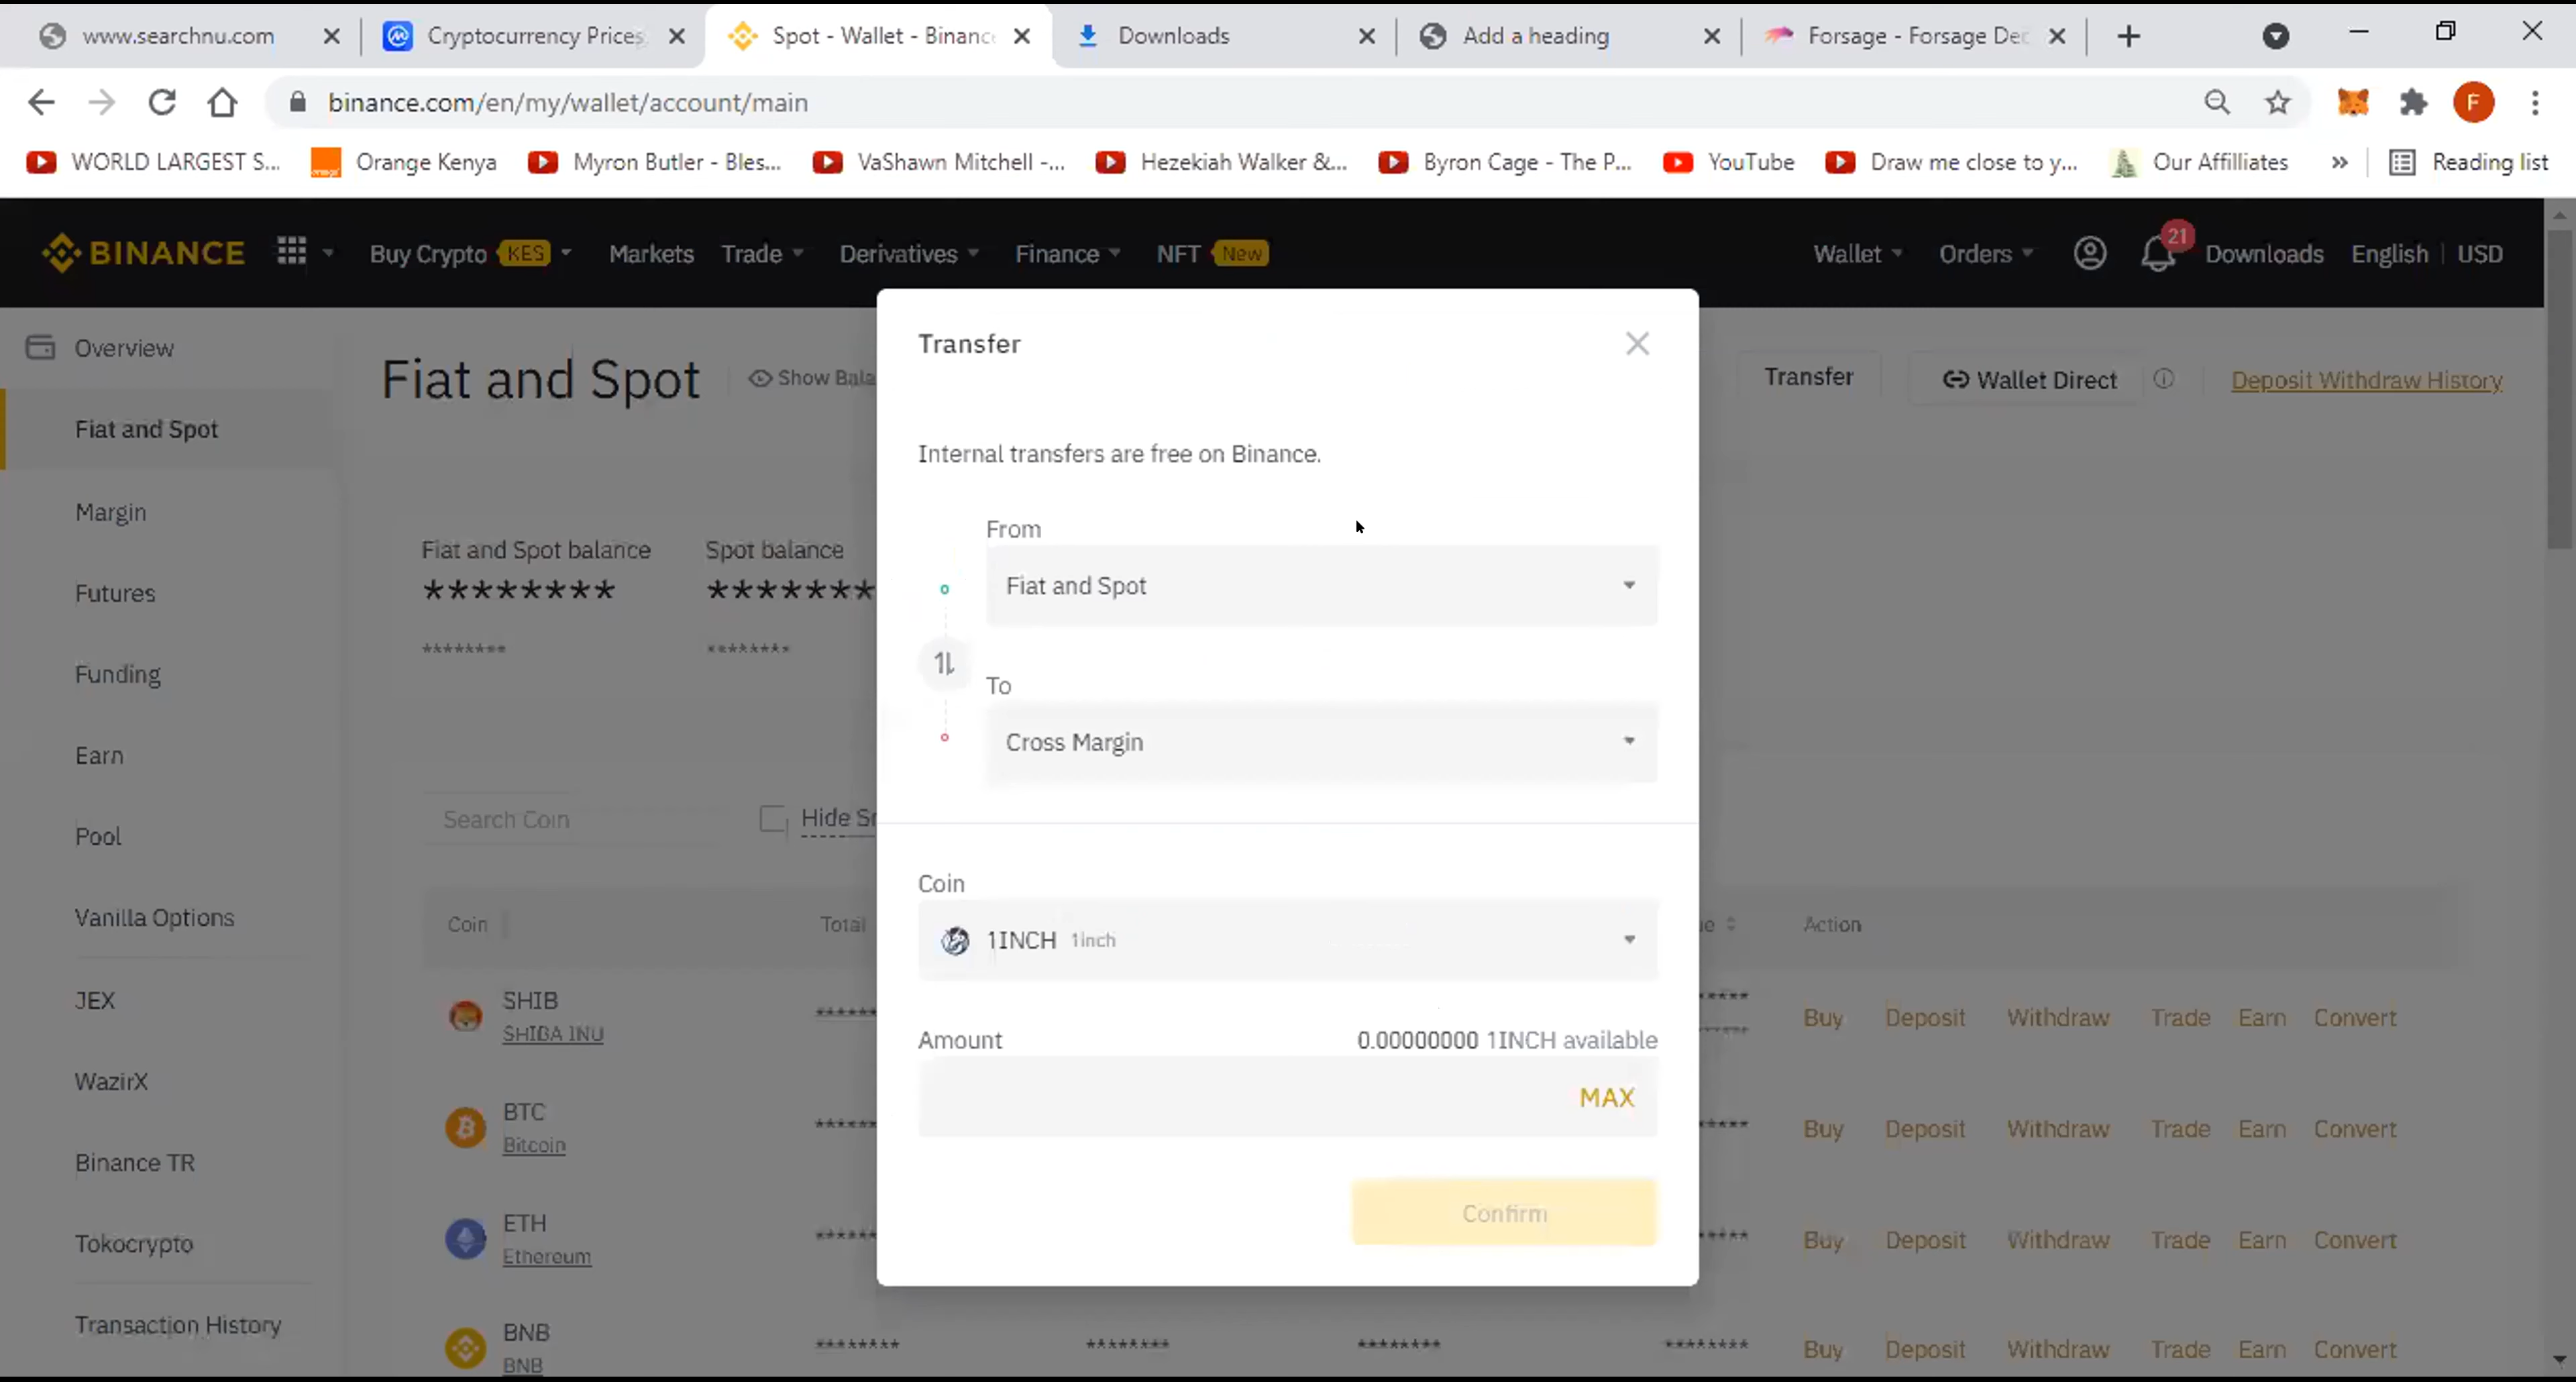 www.searchnu.com
Cryptocurrency Prices
Spot - Wallet - Binance
Downloads
Add a heading
Forsage - Forsage Dec
binance.com/en/my/wallet/account/main
F
WORLD LARGEST S...
Orange Kenya
Myron Butler - Bles...
VaShawn Mitchell -...
Hezekiah Walker &...
Byron Cage - The P...
YouTube
Draw me close to y...
Our Affilliates
»
Reading list
BINANCE
Buy Crypto KES
Markets
Trade
Derivatives
Finance
NFT New
Wallet
Orders
21
Downloads
English | USD
Overview
Fiat and Spot
Margin
Futures
Funding
Earn
Pool
Vanilla Options
JEX
WazirX
Binance TR
Tokocrypto
Transaction History
Fiat and Spot
Show Bala
Transfer
Wallet Direct
Deposit Withdraw History
Fiat and Spot balance
********
********
Spot balance
*******
********
Search Coin
Hide Sm
Coin
Total
ue
Action
SHIB
SHIBA INU
******
*****
*****
Buy Deposit Withdraw Trade Earn Convert
BTC
Bitcoin
******
*****
Buy Deposit Withdraw Trade Earn Convert
ETH
Ethereum
******
*****
Buy Deposit Withdraw Trade Earn Convert
BNB
BNB
******** ******** ******** ********
Buy Deposit Withdraw Trade Earn Convert
Transfer
Internal transfers are free on Binance.
From
Fiat and Spot
To
Cross Margin
Coin
1INCH 1inch
Amount
0.00000000 1INCH available
MAX
Confirm